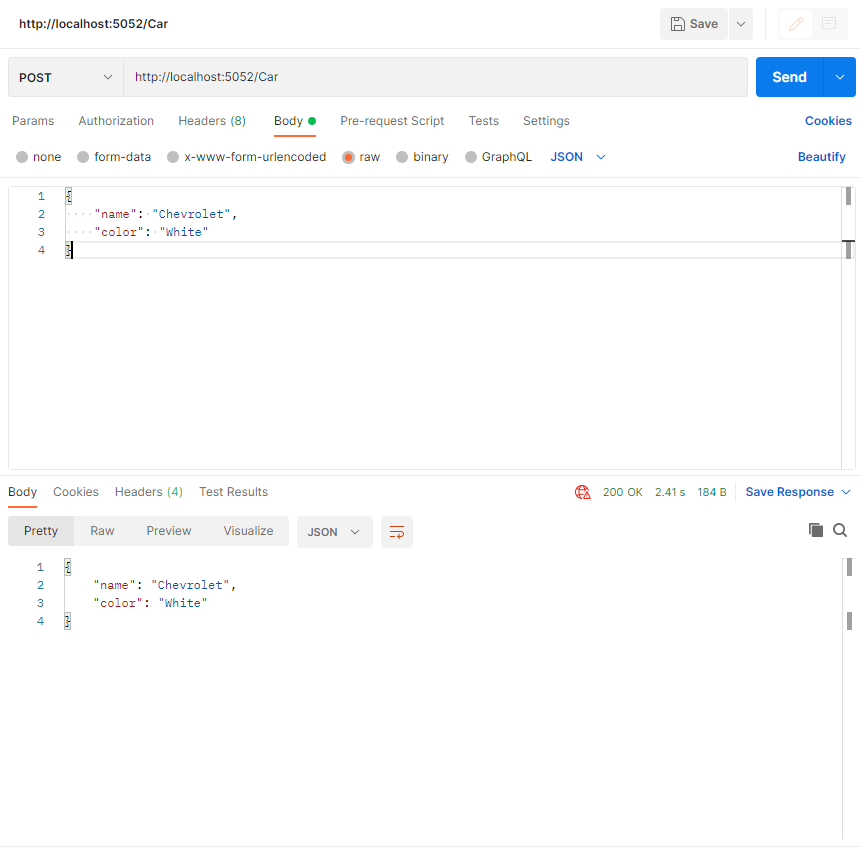 http://localhost:5052/Car Save
POST http://localhost:5052/Car Send
Params Authorization Headers (8) Body Pre-request Script Tests Settings Cookies
none form-data x-www-form-urlencoded raw binary GraphQL JSON Beautify
1 {
2 "name": "Chevrolet",
3 "color": "White"
4 }
Body Cookies Headers (4) Test Results 200 OK 2.41 s 184 B Save Response
Pretty Raw Preview Visualize JSON
1 {
2 "name": "Chevrolet",
3 "color": "White"
4 }